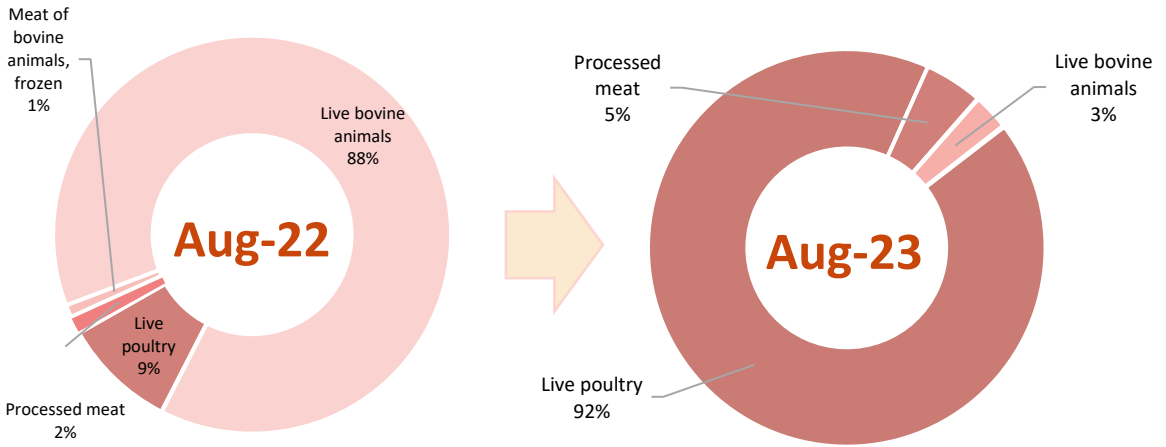 Meat of
bovine
animals,
frozen
1%
Live bovine
animals
88%
Aug-22
Live
poultry
9%
Processed meat
2%
Processed
meat
5%
Live bovine
animals
3%
Aug-23
Live poultry
92%